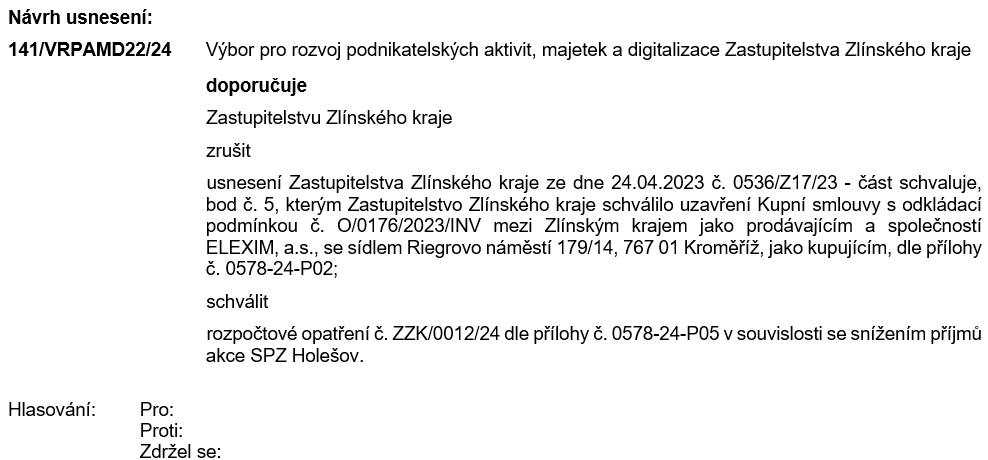 Návrh usnesení:
141/VRPAMD22/24 Výbor pro rozvoj podnikatelských aktivit, majetek a digitalizace Zastupitelstva Zlínského kraje
doporučuje
Zastupitelstvu Zlínského kraje
zrušit
usnesení Zastupitelstva Zlínského kraje ze dne 24.04.2023 č. 0536/Z17/23 - část schvaluje,
bod č. 5, kterým Zastupitelstvo Zlínského kraje schválilo uzavření Kupní smlouvy s odkládací
podmínkou č. O/0176/2023/INV mezi Zlínským krajem jako prodávajícím a společností
ELEXIM, a.s., se sídlem Riegrovo náměstí 179/14, 767 01 Kroměříž, jako kupujícím, dle přílohy
č. 0578-24-P02;
schválit
rozpočtové opatření č. ZZK/0012/24 dle přílohy č. 0578-24-P05 v souvislosti se snížením příjmů
akce SPZ Holešov.
Hlasování: Pro:
Proti:
Zdržel se: